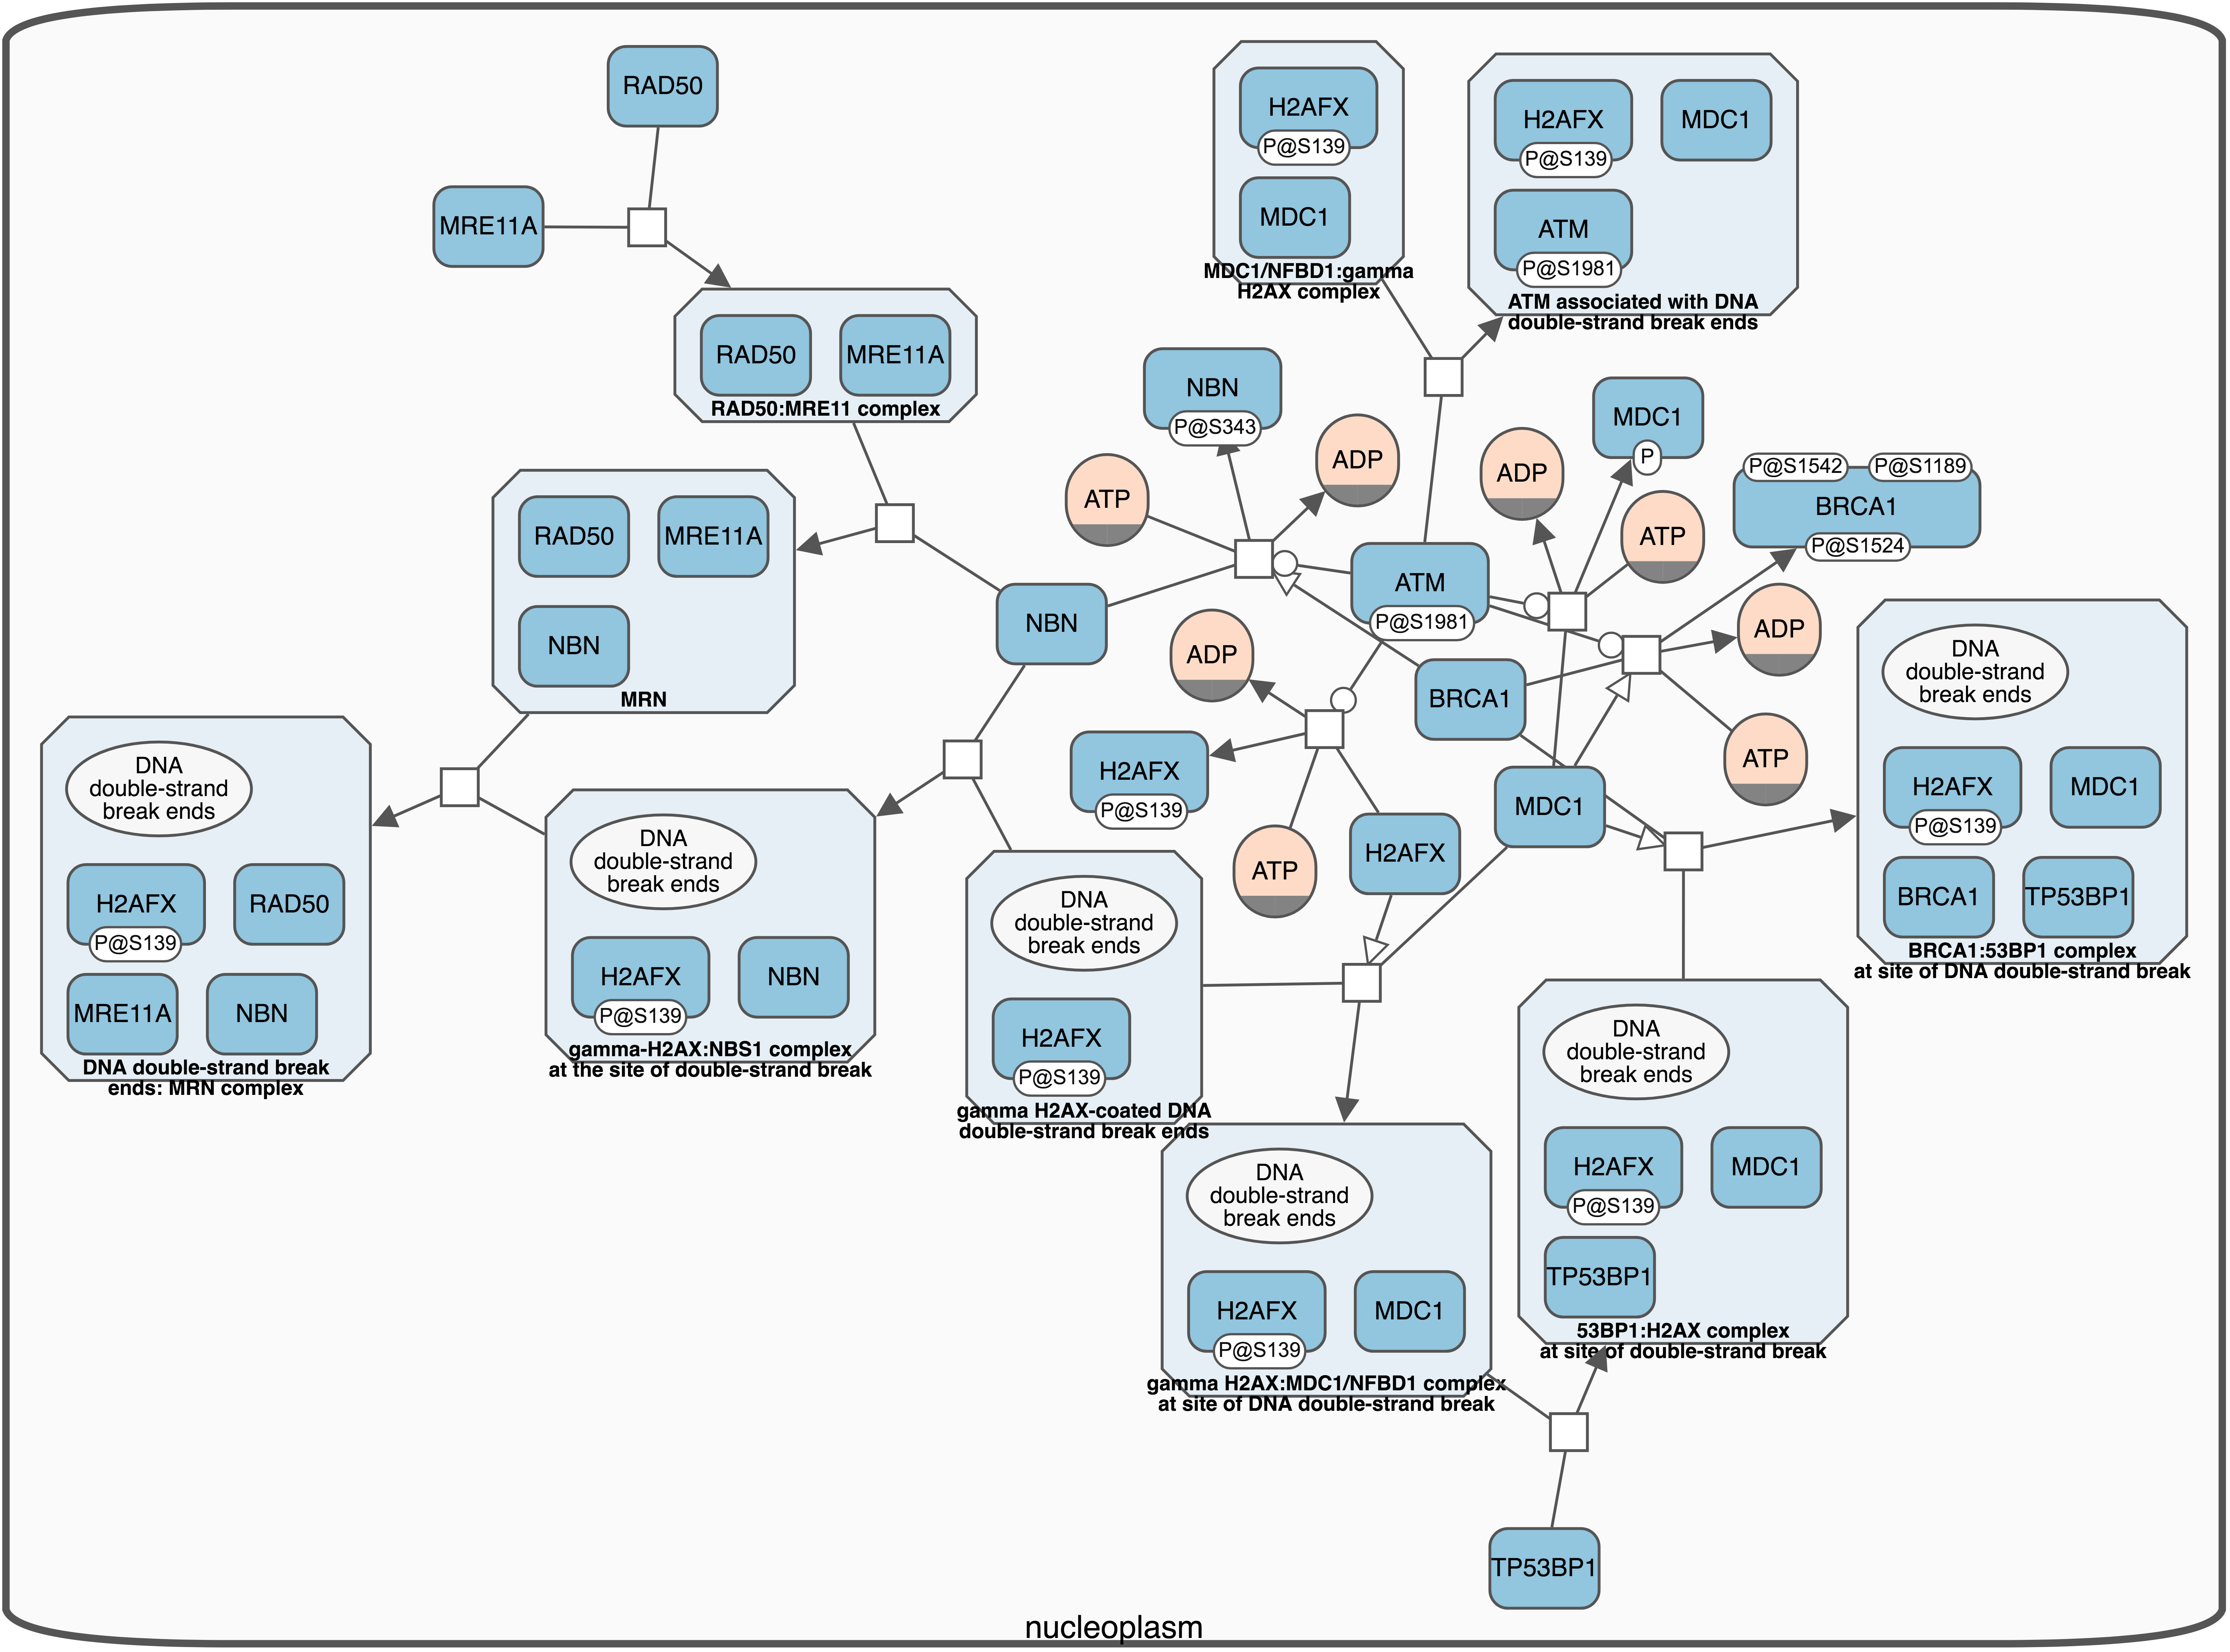 RAD50
MRE11A
RAD50
MRE11A
RAD50:MRE11 complex
H2AFX
P@S139
MDC1
MDC1/NFBD1:gamma
H2AX complex
H2AFX
P@S139
MDC1
ATM
P@S1981
ATM associated with DNA
double-strand break ends
NBN
P@S343
ATP
ADP
ADP
MDC1
P
ATP
P@S1542
P@S1189
BRCA1
P@S1524
RAD50
MRE11A
NBN
MRN
NBN
ATM
P@S1981
ADP
BRCA1
ADP
ATP
H2AFX
P@S139
ATP
H2AFX
MDC1
DNA
double-strand
break ends
H2AFX
P@S139
MDC1
BRCA1
TP53BP1
BRCA1:53BP1 complex
at site of DNA double-strand break
DNA
double-strand
break ends
H2AFX
P@S139
RAD50
MRE11A
NBN
DNA double-strand break
ends: MRN complex
DNA
double-strand
break ends
H2AFX
P@S139
NBN
gamma-H2AX:NBS1 complex
at the site of double-strand break
DNA
double-strand
break ends
H2AFX
P@S139
gamma H2AX-coated DNA
double-strand break ends
DNA
double-strand
break ends
H2AFX
P@S139
MDC1
gamma H2AX:MDC1/NFBD1 complex
at site of DNA double-strand break
DNA
double-strand
break ends
H2AFX
P@S139
MDC1
TP53BP1
53BP1:H2AX complex
at site of double-strand break
TP53BP1
nucleoplasm